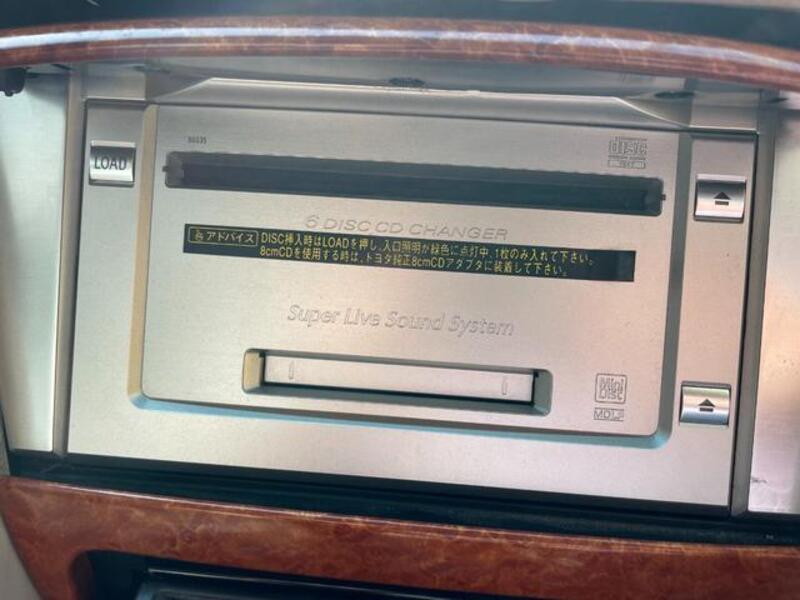 LOAD
DISC
6 DISC CD CHANGER
アドバイス DISC挿入時はLOADを押し、入口照明が緑色に点灯中、1枚のみ入れて下さい。
8cmCDを使用する時は、トヨタ純正8cmCDアダプタに装着して下さい。
Super Live Sound System
Mini Disc
MDLP